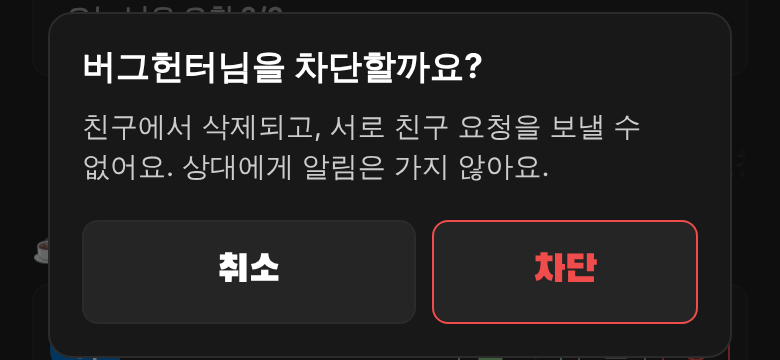 버그헌터님을 차단할까요?
친구에서 삭제되고, 서로 친구 요청을 보낼 수
없어요. 상대에게 알림은 가지 않아요.
취소
차단